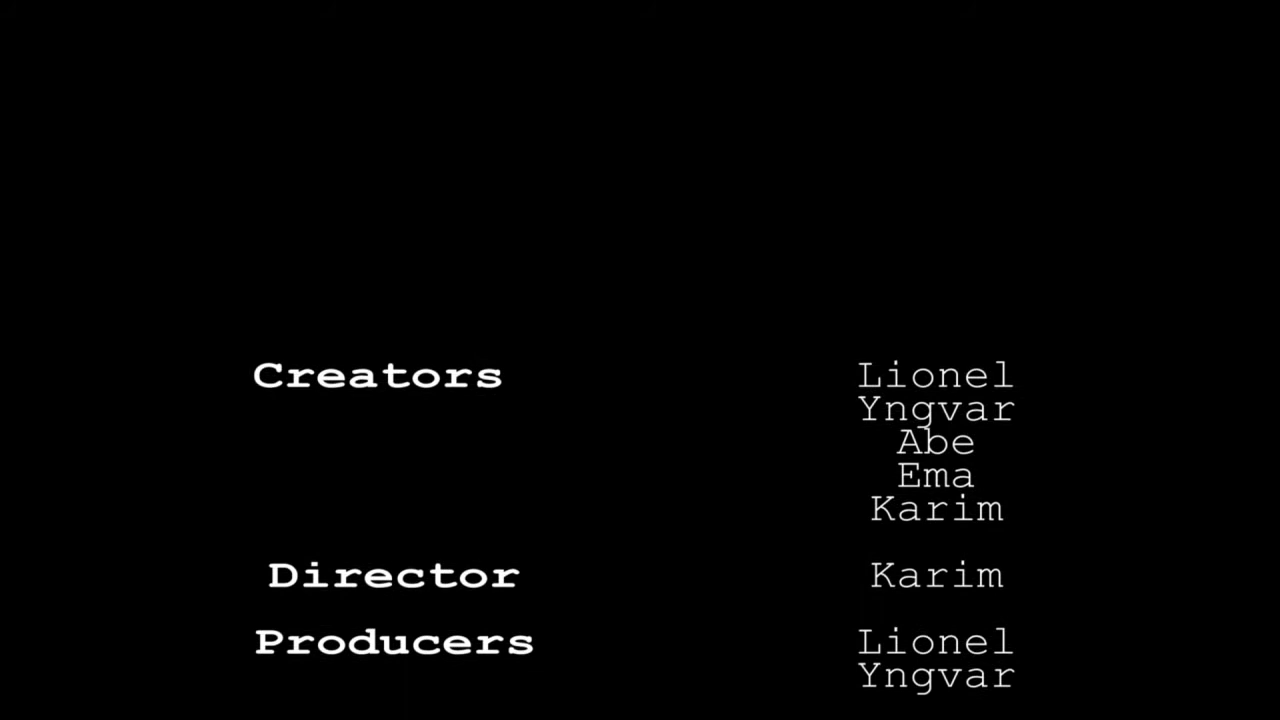 Creators Lionel
Yngvar
Abe
Ema
Karim
Director Karim
Producers Lionel
Yngvar